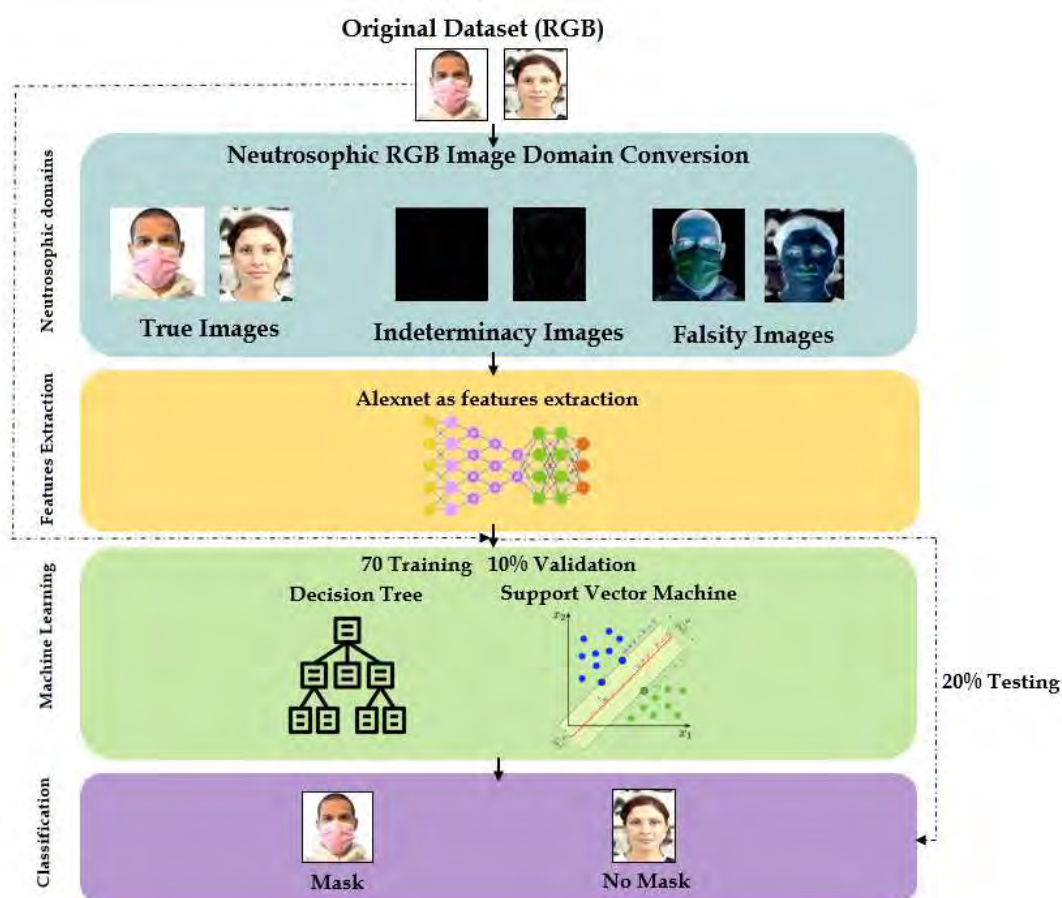 Original Dataset (RGB)
Neutrosophic domains
Neutrosophic RGB Image Domain Conversion
True Images
Indeterminacy Images
Falsity Images
Features Extraction
Alexnet as features extraction
Machine Learning
70 Training 10% Validation
Decision Tree
Support Vector Machine
x₂
x₁
20% Testing
Classification
Mask
No Mask